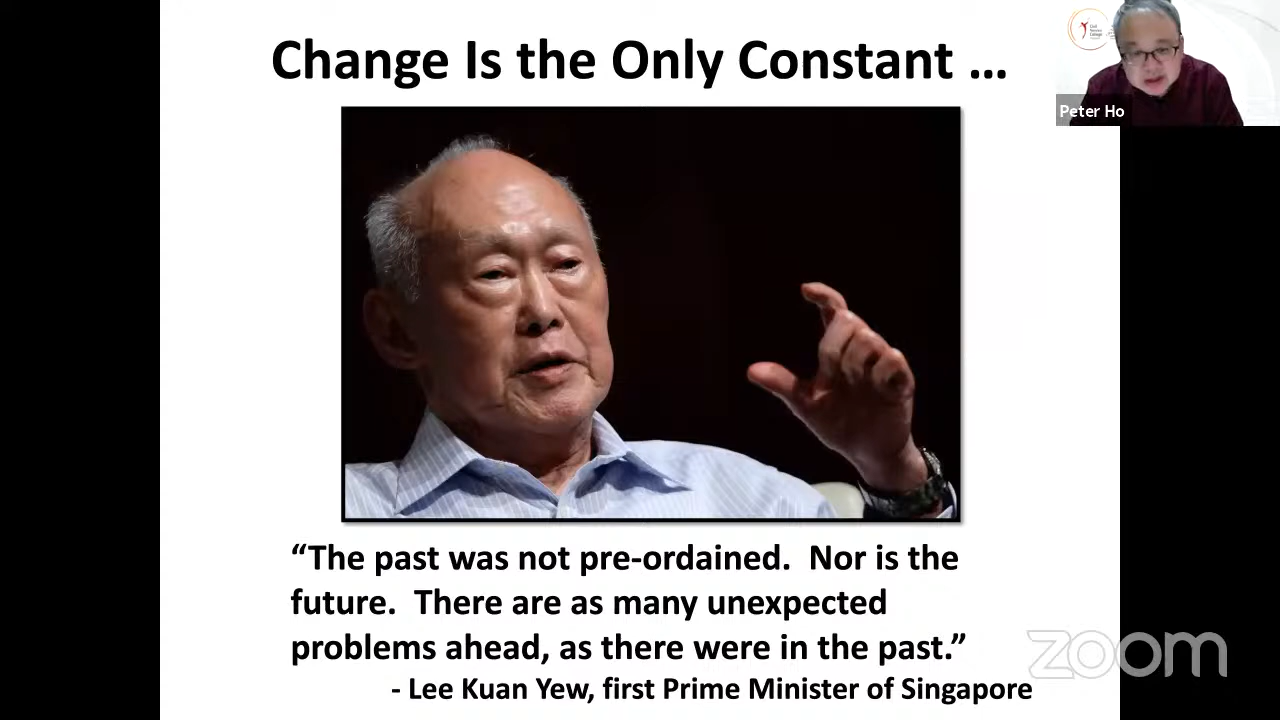 Change Is the Only Constant ...
Peter Ho
“The past was not pre-ordained.  Nor is the
future.  There are as many unexpected
problems ahead, as there were in the past.”
- Lee Kuan Yew, first Prime Minister of Singapore
zoom